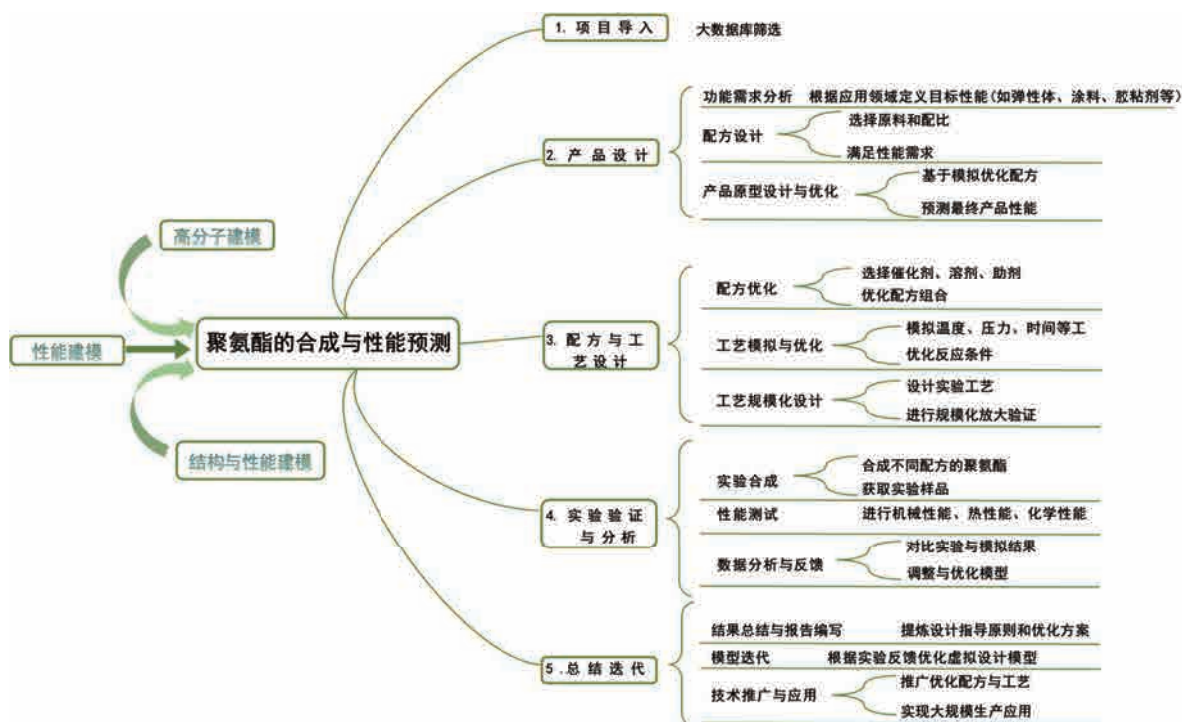 1. 项目导入
大数据库筛选
2. 产品设计
功能需求分析 根据应用领域定义目标性能(如弹性体、涂料、胶粘剂等)
配方设计
选择原料和配比
满足性能需求
产品原型设计与优化
基于模拟优化配方
预测最终产品性能
高分子建模
性能建模
结构与性能建模
聚氨酯的合成与性能预测
3. 配方与工
艺设计
配方优化
选择催化剂、溶剂、助剂
优化配方组合
工艺模拟与优化
模拟温度、压力、时间等工
优化反应条件
工艺规模化设计
设计实验工艺
进行规模化放大验证
4. 实验验证
与分析
实验合成
合成不同配方的聚氨酯
获取实验样品
性能测试 进行机械性能、热性能、化学性能
数据分析与反馈
对比实验与模拟结果
调整与优化模型
5.总结迭代
结果总结与报告编写 提炼设计指导原则和优化方案
模型迭代 根据实验反馈优化虚拟设计模型
技术推广与应用
推广优化配方与工艺
实现大规模生产应用